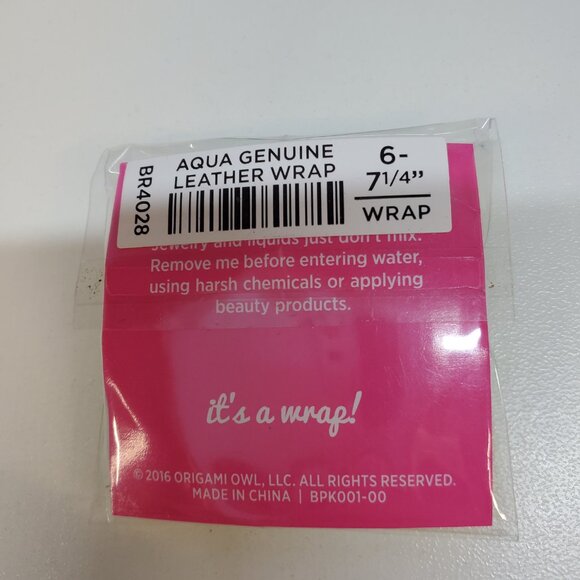 BR4028
AQUA GENUINE
LEATHER WRAP
6-
7 1/4”
WRAP
Jewelry and liquids just don't mix.
Remove me before entering water,
using harsh chemicals or applying
beauty products.
it's a wrap!
© 2016 ORIGAMI OWL, LLC. ALL RIGHTS RESERVED.
MADE IN CHINA | BPK001-00